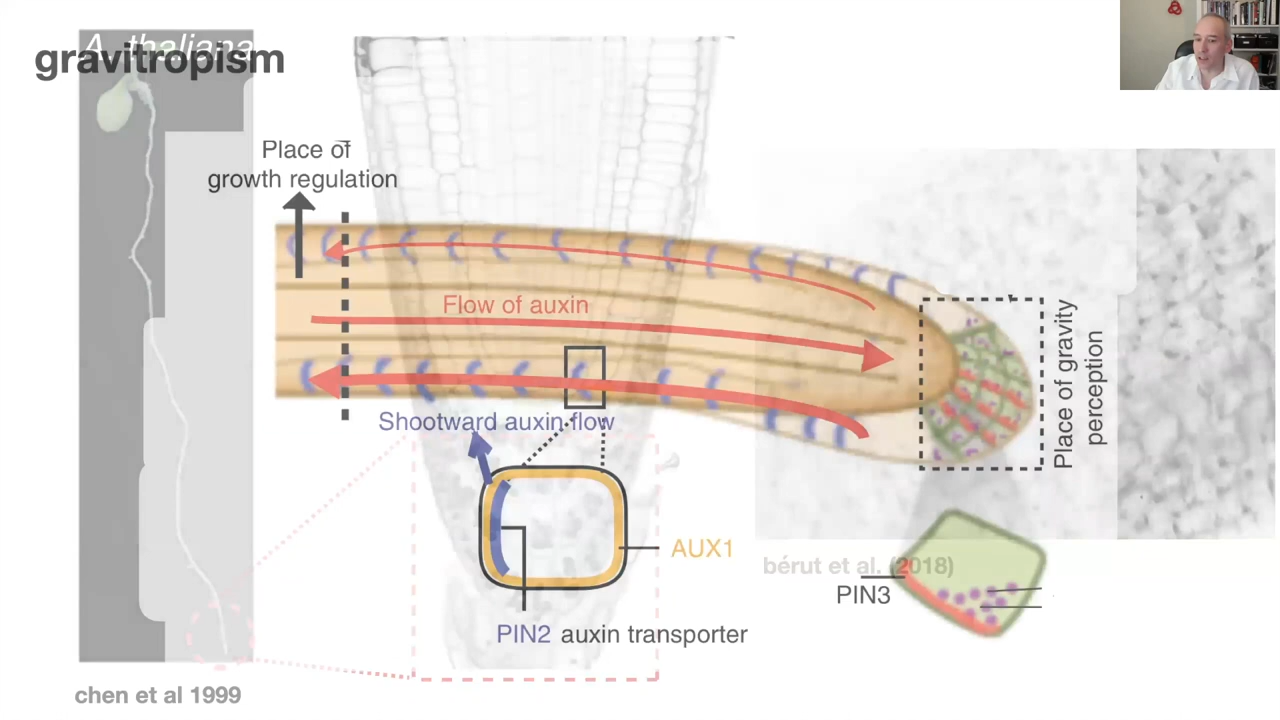 A. thaliana
gravitropism
Place of
growth regulation
Flow of auxin
Place of gravity
perception
Shootward auxin flow
AUX1
bérut et al. (2018)
PIN3
PIN2 auxin transporter
chen et al 1999